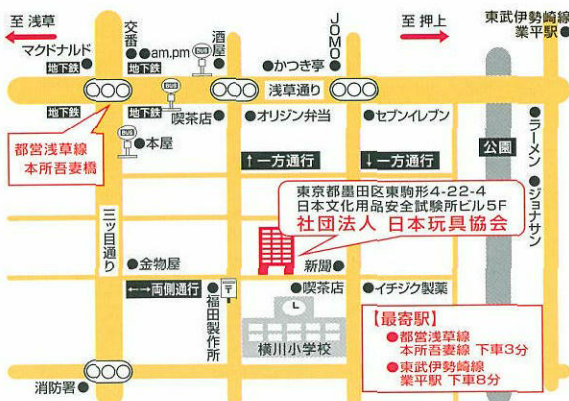 至 浅草
至 押上
東武伊勢崎線
業平駅
マクドナルド
交番
am.pm
酒屋
JOMO
かつき亭
地下鉄
地下鉄
BUS
浅草通り
地下鉄
地下鉄
BUS
喫茶店
オリジン弁当
セブンイレブン
ラーメン
BUS
本屋
都営浅草線
本所吾妻橋
↑一方通行
↓一方通行
公園
ジョナサン
東京都墨田区東駒形4-22-4
日本文化用品安全試験所ビル5F
社団法人 日本玩具協会
三ッ目通り
金物屋
新聞
←→両側通行
福田製作所
〒
喫茶店
イチジク製薬
横川小学校
【最寄駅】
都営浅草線
本所吾妻線 下車3分
東武伊勢崎線
業平駅 下車8分
消防署